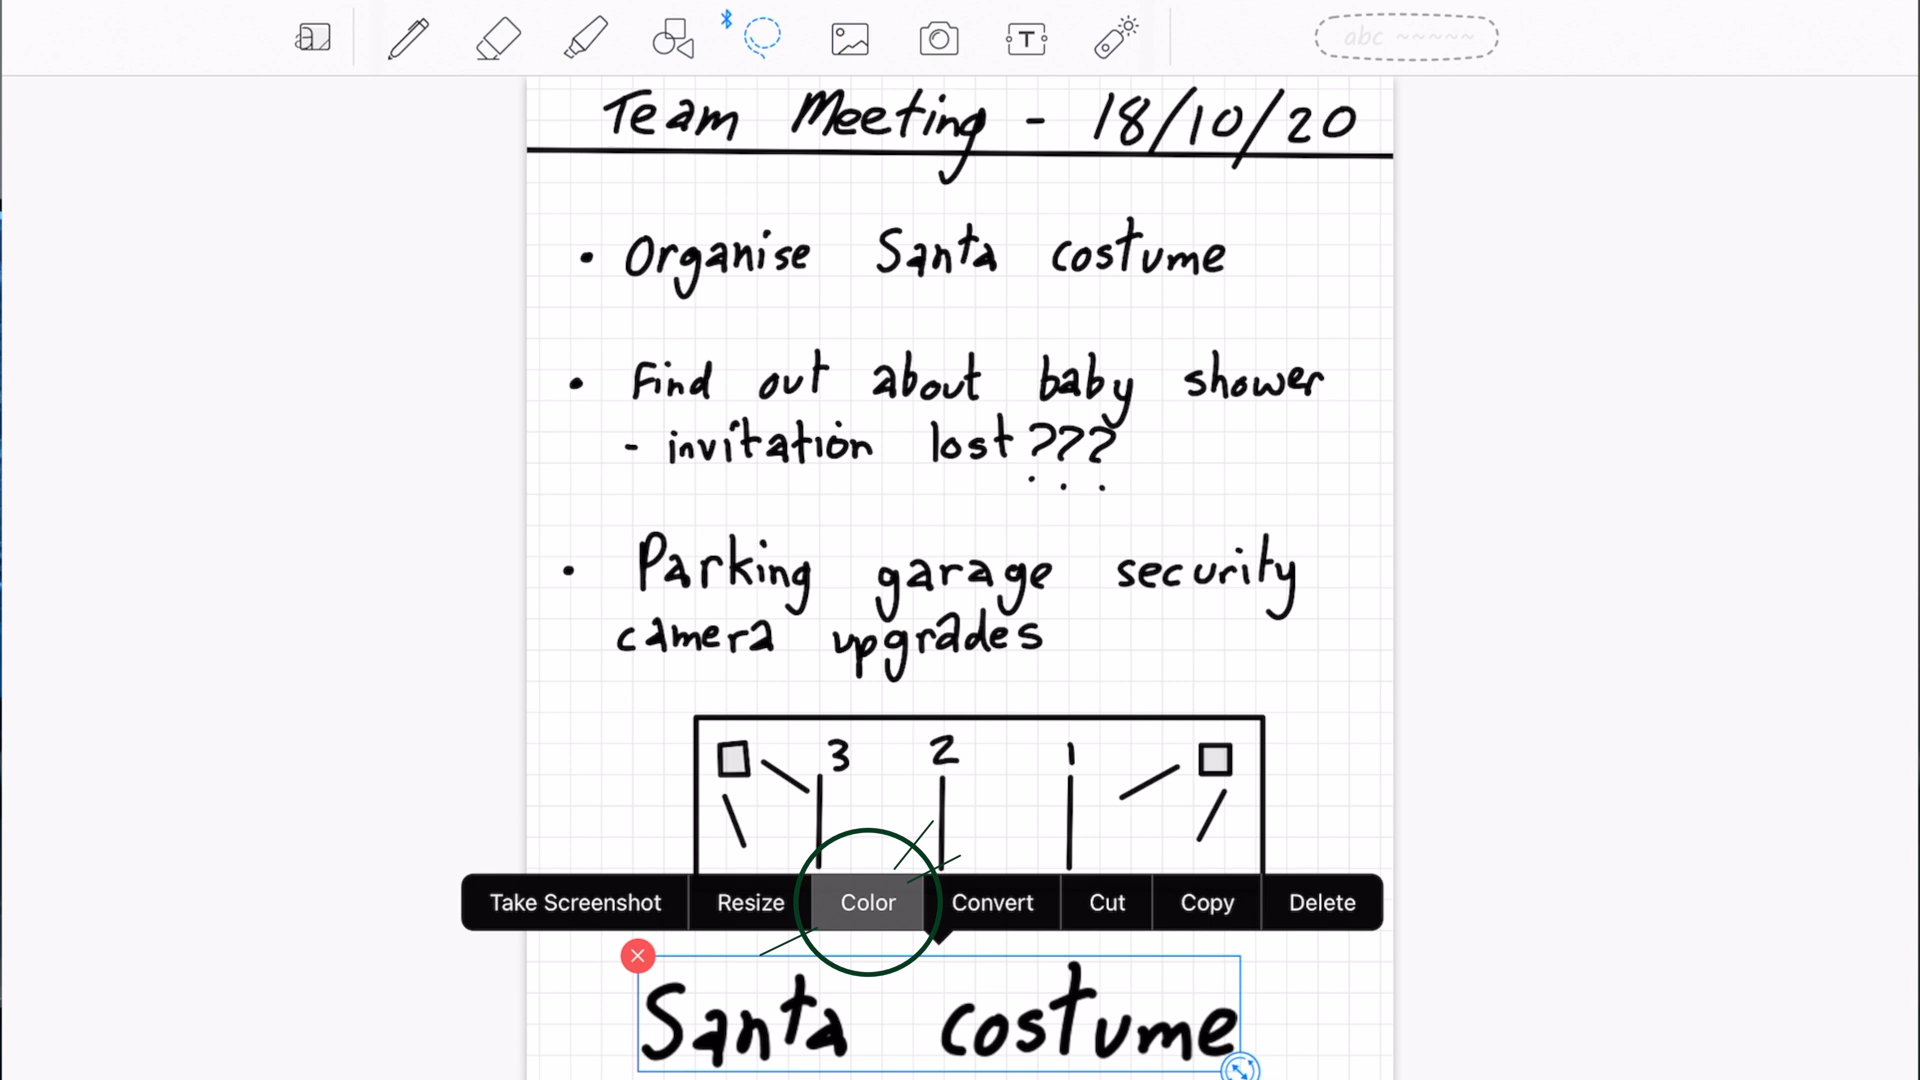 abc
T
Team Meeting - 18/10/20
• Organise Santa costume
• Find out about baby shower
- invitation lost???
• Parking garage security
camera upgrades
3 2 1
Take Screenshot Resize Color Convert Cut Copy Delete
Santa costume